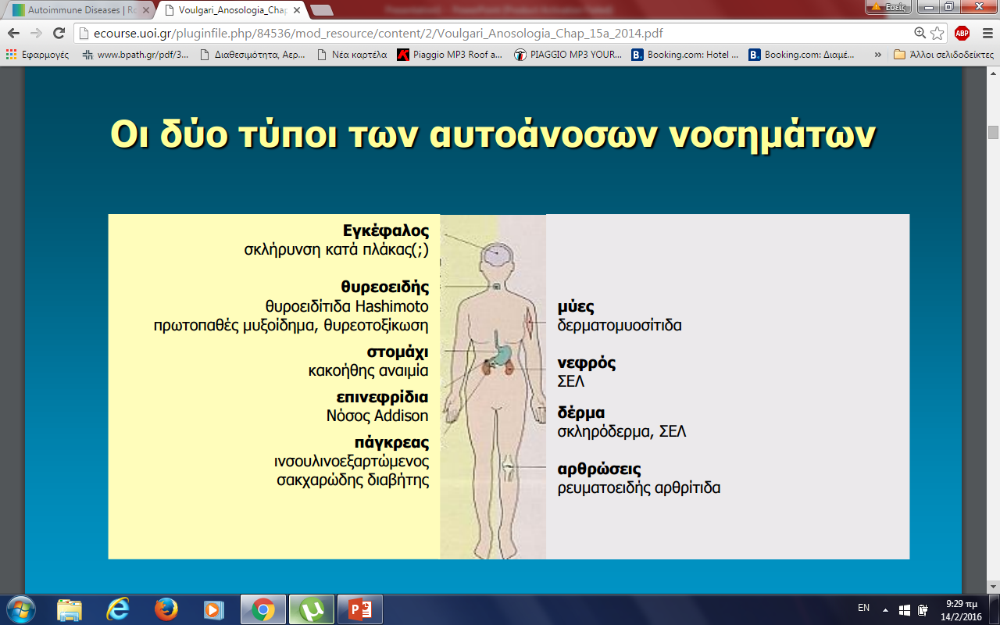 Autoimmune Diseases | Ro
Voulgari_Anosologia_Chap
Εσείς
ecourse.uoi.gr/pluginfile.php/84536/mod_resource/content/2/Voulgari_Anosologia_Chap_15a_2014.pdf
ABP
Εφαρμογές
www.bpath.gr/pdf/3...
Διαθεσιμότητα, Αερ...
Νέα καρτέλα
Piaggio MP3 Roof a...
PIAGGIO MP3 YOUR...
B.
Booking.com: Hotel ...
B.
Booking.com: Διαμέ...
»
Άλλοι σελιδοδείκτες
Οι δύο τύποι των αυτοάνοσων νοσημάτων
Εγκέφαλος
σκλήρυνση κατά πλάκας(;)
θυρεοειδής
θυροειδίτιδα Hashimoto
πρωτοπαθές μυξοίδημα, θυρεοτοξίκωση
στομάχι
κακοήθης αναιμία
επινεφρίδια
Νόσος Addison
πάγκρεας
ινσουλινοεξαρτώμενος
σακχαρώδης διαβήτης
μύες
δερματομυοσίτιδα
νεφρός
ΣΕΛ
δέρμα
σκληρόδερμα, ΣΕΛ
αρθρώσεις
ρευματοειδής αρθρίτιδα
EN
9:29 πμ
14/2/2016